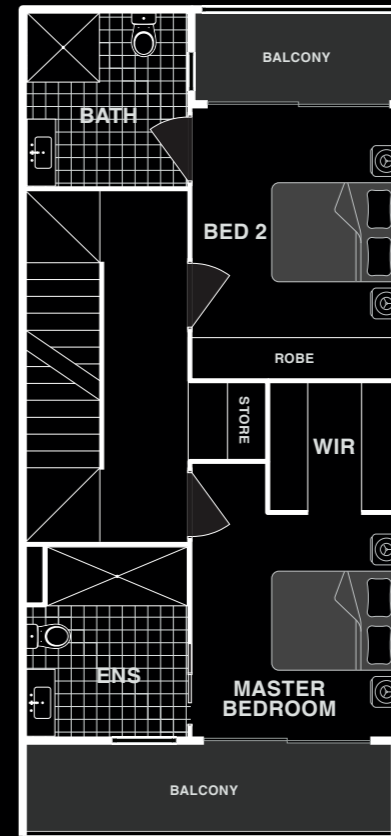 BALCONY
BATH
BED 2
ROBE
STORE
WIR
ENS
MASTER
BEDROOM
BALCONY